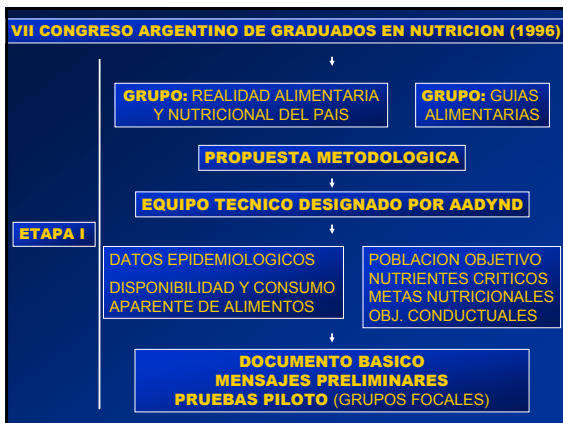 VII CONGRESO ARGENTINO DE GRADUADOS EN NUTRICION (1996)
GRUPO: REALIDAD ALIMENTARIA
Y NUTRICIONAL DEL PAIS
GRUPO: GUIAS
ALIMENTARIAS
PROPUESTA METODOLOGICA
EQUIPO TECNICO DESIGNADO POR AADYND
ETAPA I
DATOS EPIDEMIOLOGICOS
DISPONIBILIDAD Y CONSUMO
APARENTE DE ALIMENTOS
POBLACION OBJETIVO
NUTRIENTES CRITICOS
METAS NUTRICIONALES
OBJ. CONDUCTUALES
DOCUMENTO BASICO
MENSAJES PRELIMINARES
PRUEBAS PILOTO (GRUPOS FOCALES)